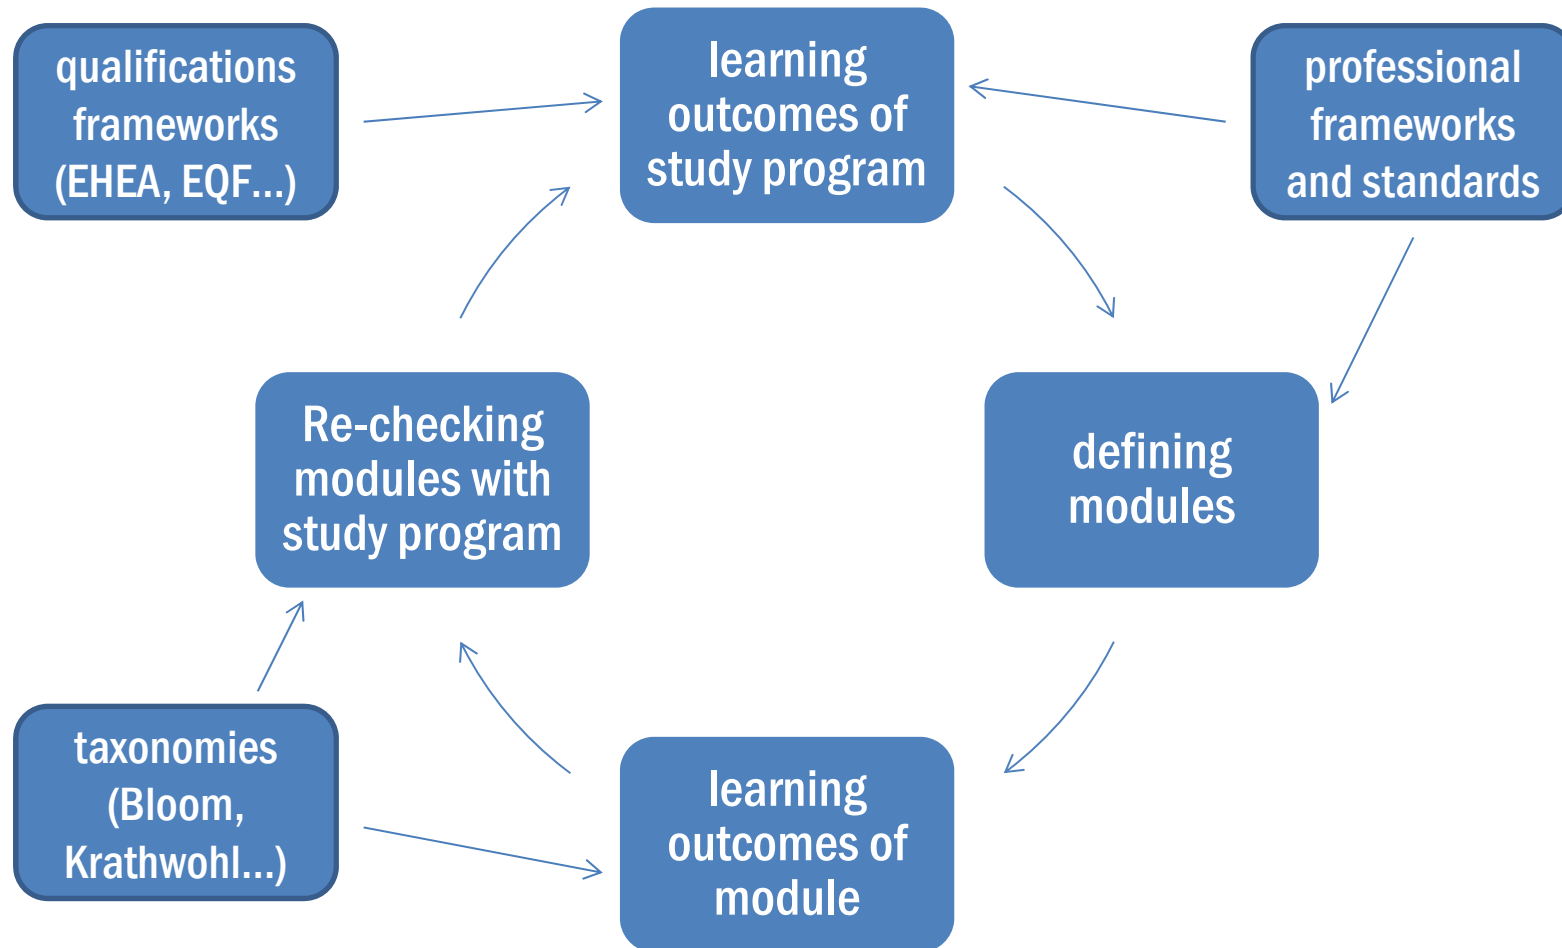 qualifications
frameworks
(EHEA, EQF...)
learning
outcomes of
study program
professional
frameworks
and standards
Re-checking
modules with
study program
defining
modules
taxonomies
(Bloom,
Krathwohl...)
learning
outcomes of
module